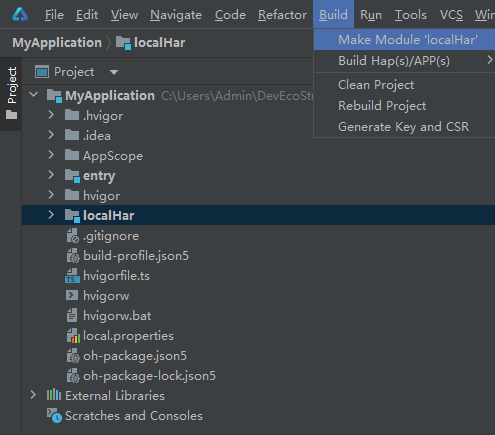 File Edit View Navigate Code Refactor Build Run Tools VCS Win
MyApplication localHar
Make Module 'localHar'
Build Hap(s)/APP(s)
Clean Project
Rebuild Project
Generate Key and CSR
Project
Project
MyApplication C:\Users\Admin\DevEcoStu
.hvigor
.idea
AppScope
entry
hvigor
localHar
.gitignore
build-profile.json5
hvigorfile.ts
hvigorw
hvigorw.bat
local.properties
oh-package.json5
oh-package-lock.json5
External Libraries
Scratches and Consoles